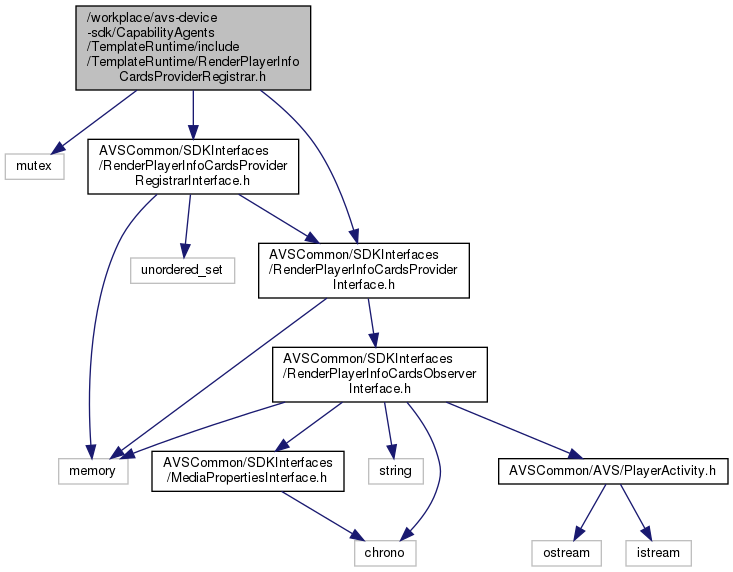 /workplace/avs-device
-sdk/CapabilityAgents
/TemplateRuntime/include
/TemplateRuntime/RenderPlayerInfo
CardsProviderRegistrar.h
mutex
AVSCommon/SDKInterfaces
/RenderPlayerInfoCardsProvider
RegistrarInterface.h
unordered_set
AVSCommon/SDKInterfaces
/RenderPlayerInfoCardsProvider
Interface.h
AVSCommon/SDKInterfaces
/RenderPlayerInfoCardsObserver
Interface.h
memory
AVSCommon/SDKInterfaces
/MediaPropertiesInterface.h
string
AVSCommon/AVS/PlayerActivity.h
chrono
ostream
istream